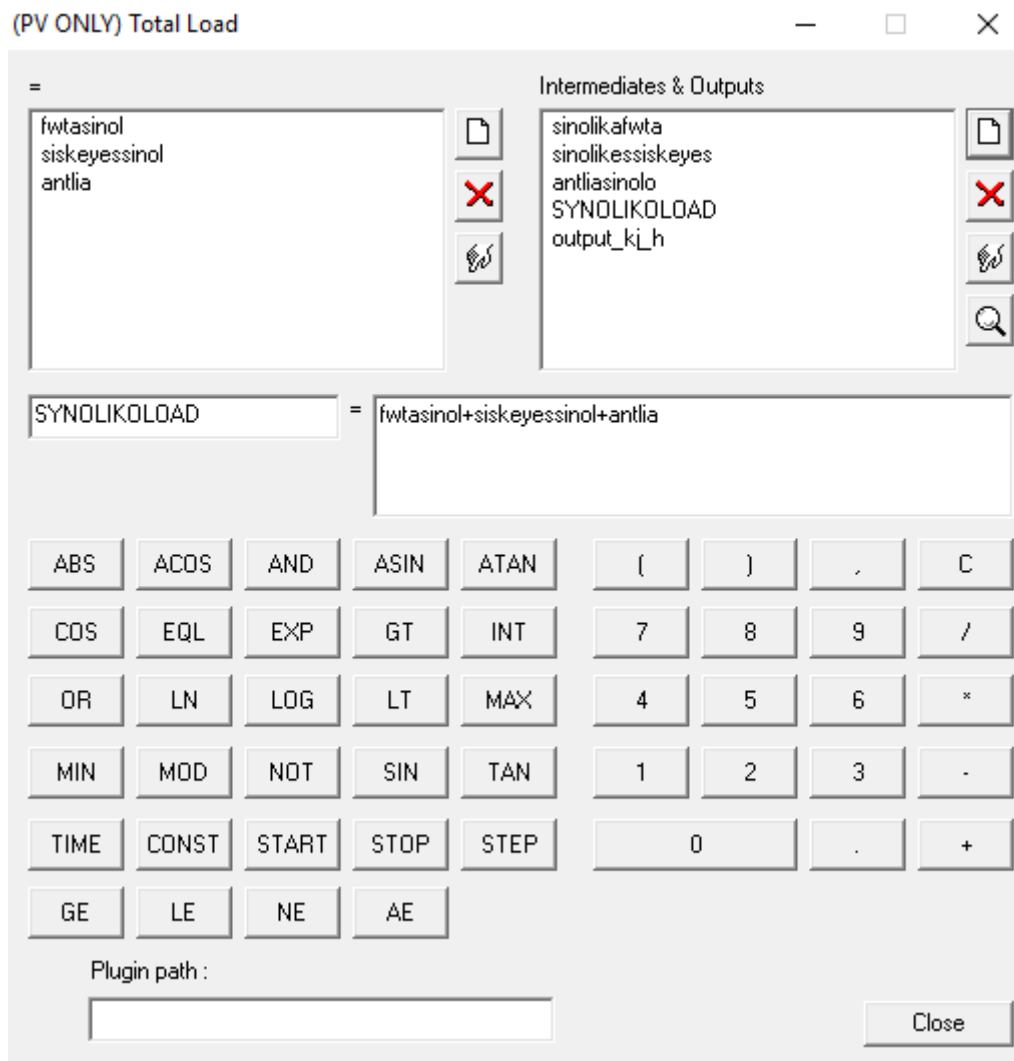 (PV ONLY) Total Load
=
fwtasinol
siskeyessinol
antlia
Intermediates & Outputs
sinolikafwta
sinolikessiskeyes
antliasinolo
SYNOLIKOLOAD
output_kj_h
SYNOLIKOLOAD = fwtasinol+siskeyessinol+antlia
ABS ACOS AND ASIN ATAN ( ) , C
COS EQL EXP GT INT 7 8 9 /
OR LN LOG LT MAX 4 5 6 *
MIN MOD NOT SIN TAN 1 2 3 -
TIME CONST START STOP STEP 0 . +
GE LE NE AE
Plugin path :
Close